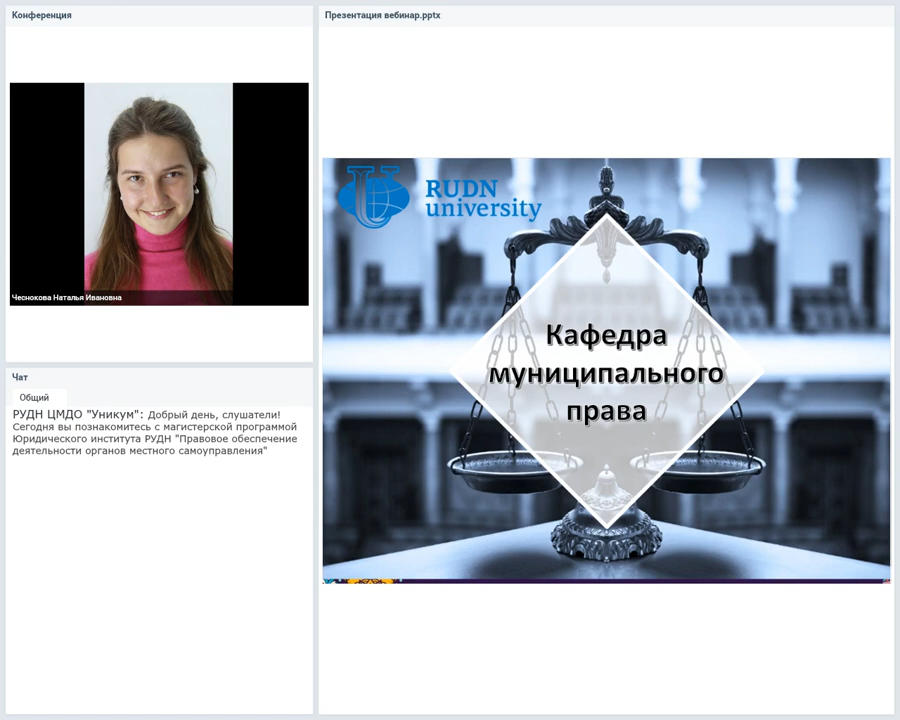 Конференция
Чеснокова Наталья Ивановна
Чат
Общий
РУДН ЦМДО "Уникум": Добрый день, слушатели!
Сегодня вы познакомитесь с магистерской программой
Юридического института РУДН "Правовое обеспечение
деятельности органов местного самоуправления"
Презентация вебинар.pptx
RUDN
university
Кафедра
муниципального
права